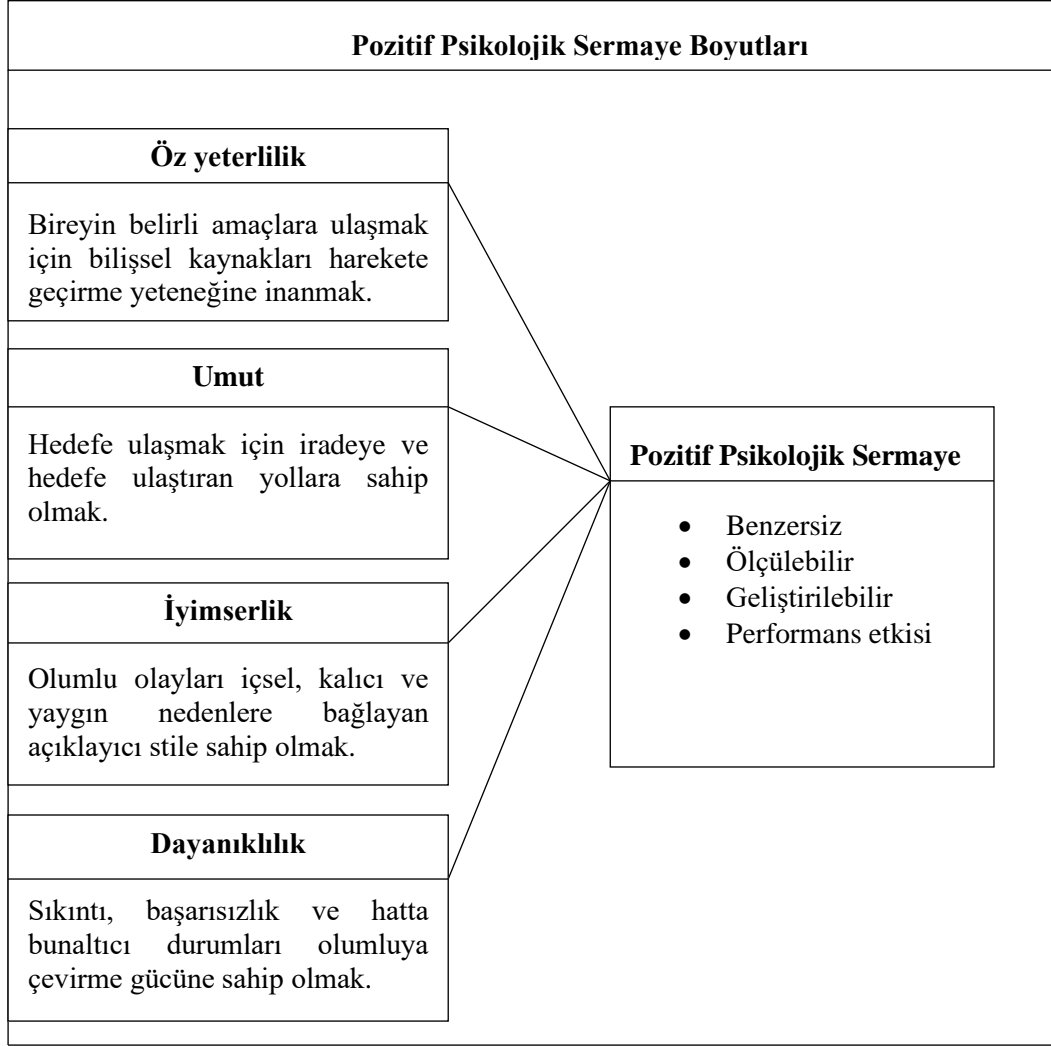 Pozitif Psikolojik Sermaye Boyutları
Öz yeterlilik
Bireyin belirli amaçlara ulaşmak
için bilişsel kaynakları harekete
geçirme yeteneğine inanmak.
Umut
Hedefe ulaşmak için iradeye ve
hedefe ulaştıran yollara sahip
olmak.
İyimserlik
Olumlu olayları içsel, kalıcı ve
yaygın nedenlere bağlayan
açıklayıcı stile sahip olmak.
Dayanıklılık
Sıkıntı, başarısızlık ve hatta
bunaltıcı durumları olumluya
çevirme gücüne sahip olmak.
Pozitif Psikolojik Sermaye
• Benzersiz
• Ölçülebilir
• Geliştirilebilir
• Performans etkisi